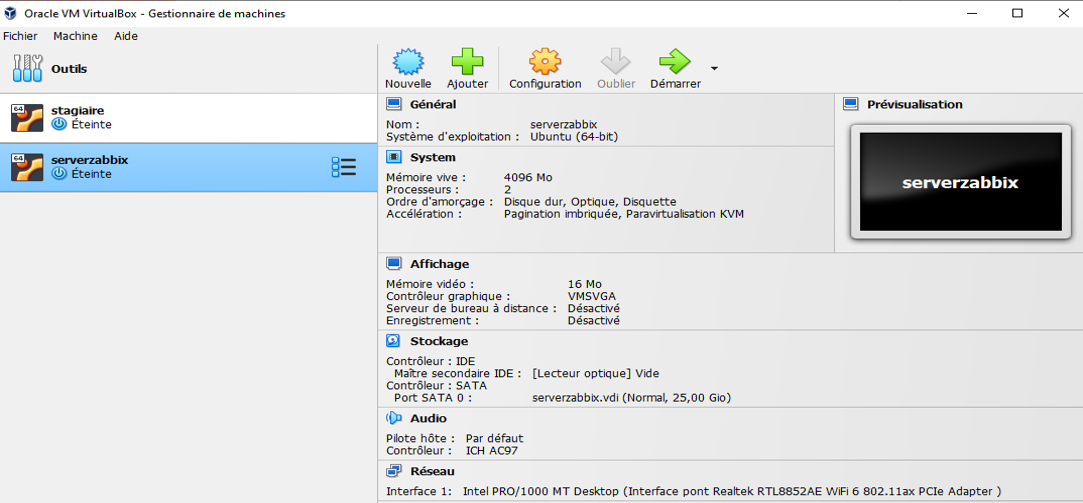 Oracle VM VirtualBox - Gestionnaire de machines
Fichier Machine Aide
Outils
Nouvelle Ajouter Configuration Oublier Démarrer
64 stagiaire
Éteinte
64 serverzabbix
Éteinte
Général
Nom : serverzabbix
Système d'exploitation : Ubuntu (64-bit)
System
Mémoire vive : 4096 Mo
Processeurs : 2
Ordre d'amorçage : Disque dur, Optique, Disquette
Accélération : Pagination imbriquée, Paravirtualisation KVM
Prévisualisation
serverzabbix
Affichage
Mémoire vidéo : 16 Mo
Contrôleur graphique : VMSVGA
Serveur de bureau à distance : Désactivé
Enregistrement : Désactivé
Stockage
Contrôleur : IDE
Maître secondaire IDE : [Lecteur optique] Vide
Contrôleur : SATA
Port SATA 0 : serverzabbix.vdi (Normal, 25,00 Gio)
Audio
Pilote hôte : Par défaut
Contrôleur : ICH AC97
Réseau
Interface 1: Intel PRO/1000 MT Desktop (Interface pont Realtek RTL8852AE WiFi 6 802.11ax PCIe Adapter )